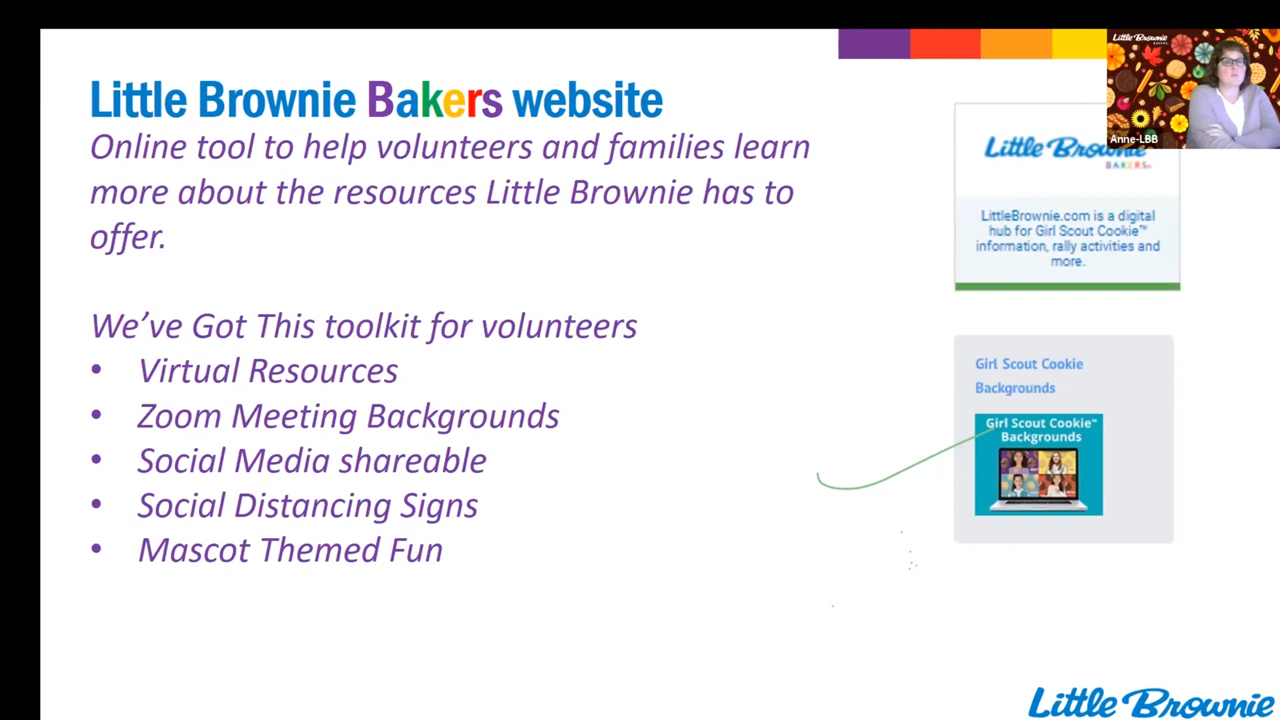 Little Brownie Bakers website
Online tool to help volunteers and families learn
more about the resources Little Brownie has to
offer.
We’ve Got This toolkit for volunteers
• Virtual Resources
• Zoom Meeting Backgrounds
• Social Media shareable
• Social Distancing Signs
• Mascot Themed Fun
Little Brownie
Anne-LBB
Little Brownie
BAKERS
LittleBrownie.com is a digital
hub for Girl Scout Cookie™
information, rally activities and
more.
Girl Scout Cookie
Backgrounds
Girl Scout Cookie™
Backgrounds
Little Brownie